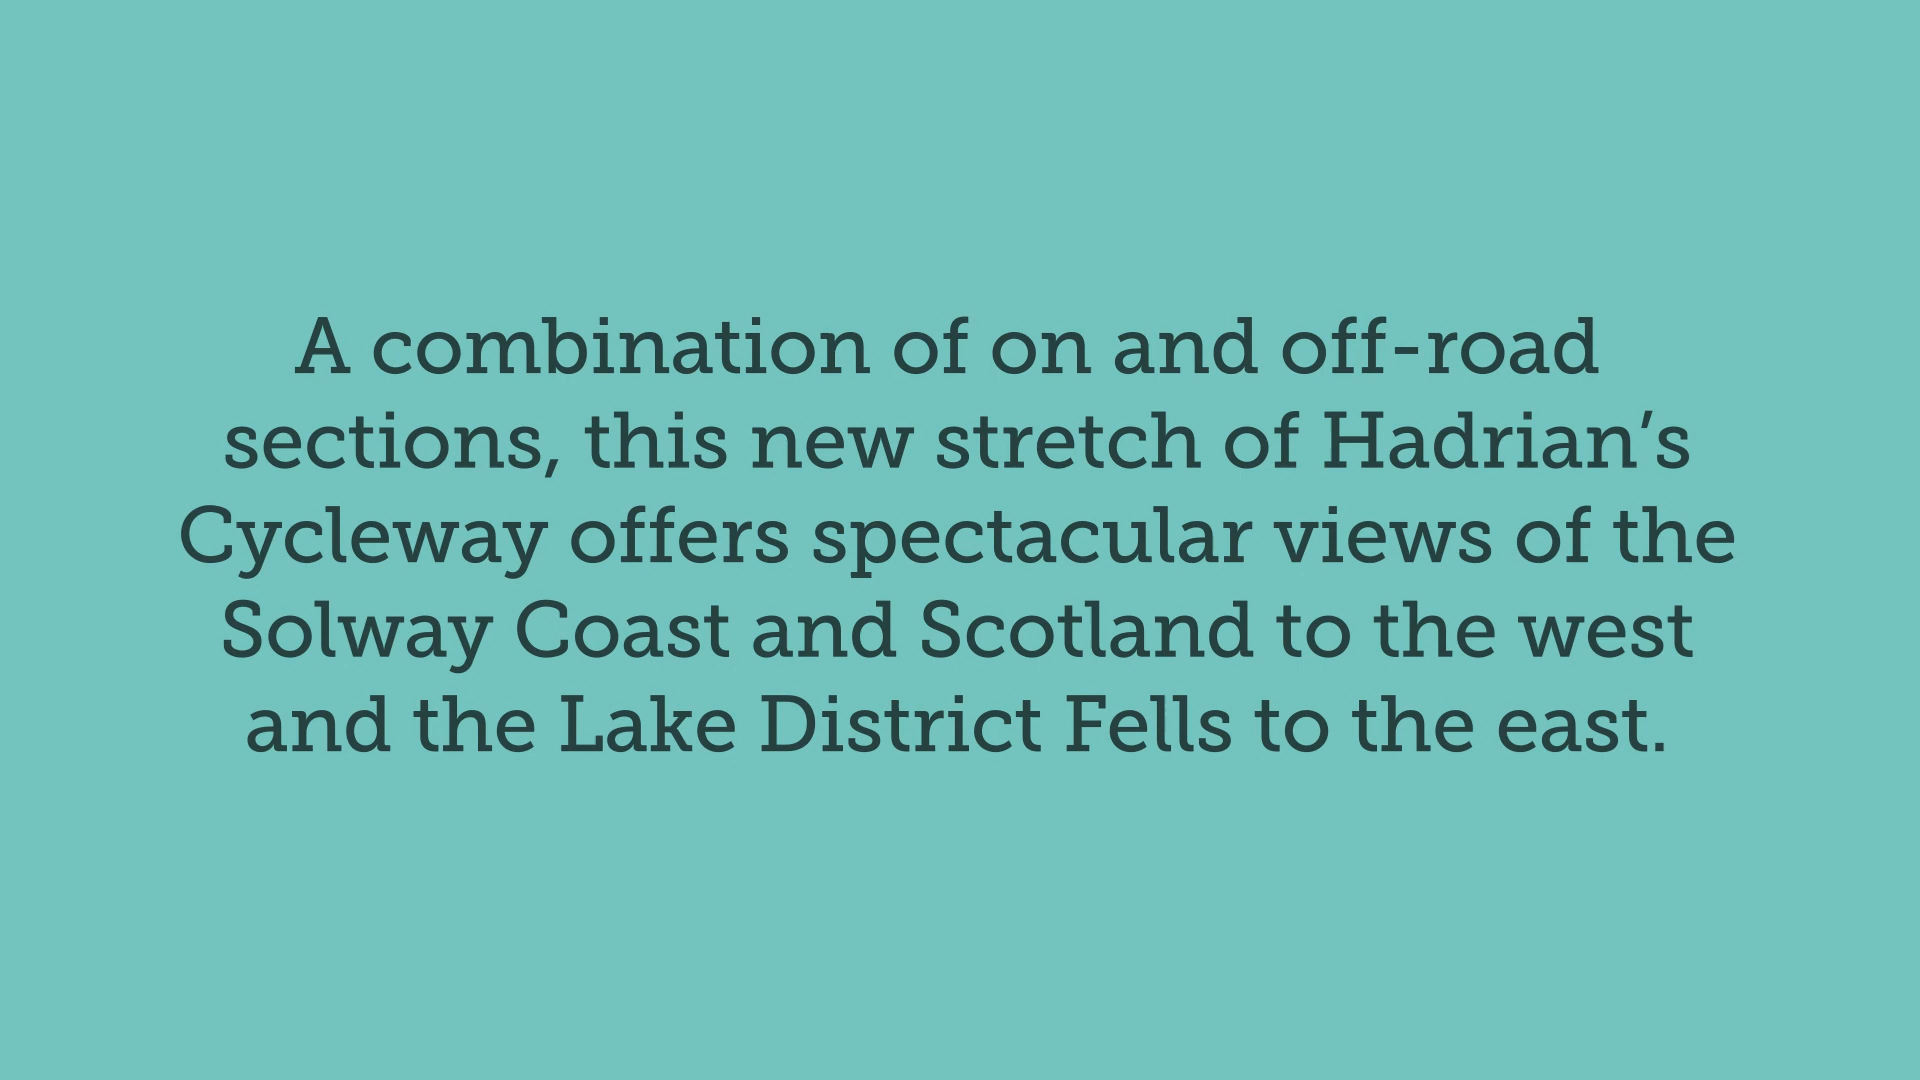 A combination of on and off-road
sections, this new stretch of Hadrian’s
Cycleway offers spectacular views of the
Solway Coast and Scotland to the west
and the Lake District Fells to the east.